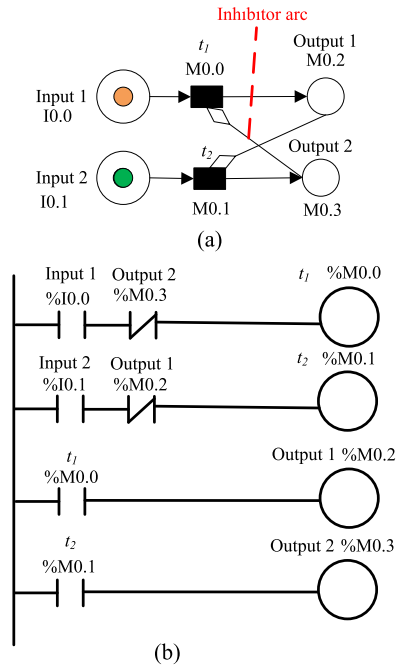 Inhibitor arc
t1
M0.0
Output 1
M0.2
Input 1
I0.0
t2
Output 2
Input 2
I0.1
M0.1
M0.3
(a)
Input 1
Output 2
t1 %M0.0
%I0.0
%M0.3
Input 2
Output 1
t2 %M0.1
%I0.1
%M0.2
t1
%M0.0
Output 1 %M0.2
t2
%M0.1
Output 2 %M0.3
(b)